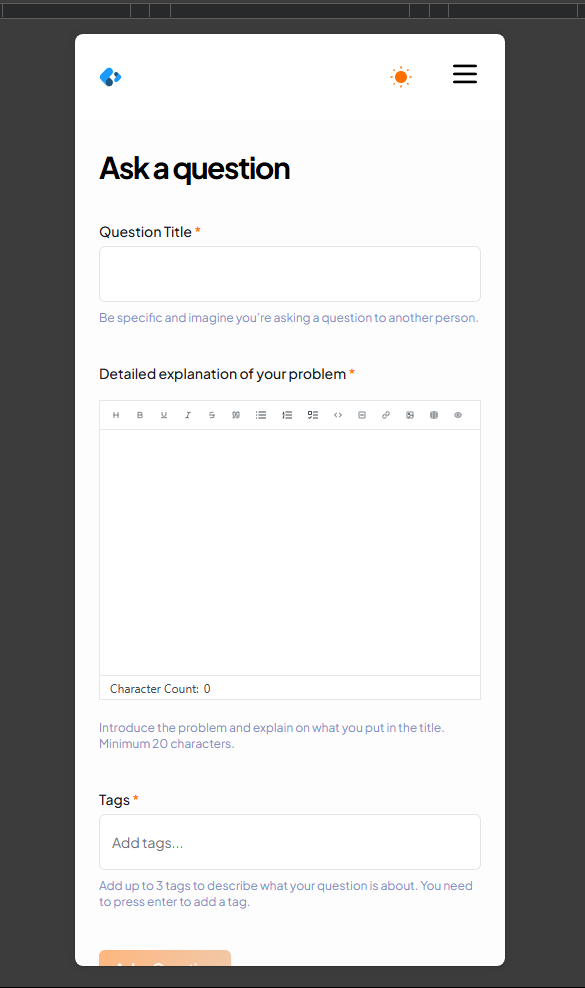 Ask a question
Question Title *
Be specific and imagine you're asking a question to another person.
Detailed explanation of your problem *
H B U I S
Character Count: 0
Introduce the problem and explain on what you put in the title.
Minimum 20 characters.
Tags *
Add tags...
Add up to 3 tags to describe what your question is about. You need
to press enter to add a tag.